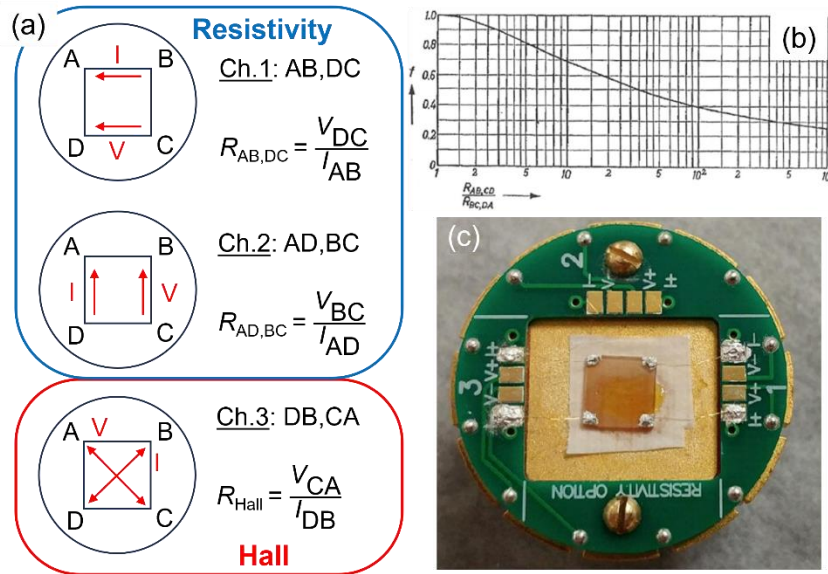 (a)
Resistivity
A I B
D V C
Ch.1: AB,DC
R_AB,DC = V_DC / I_AB
A B
I V
D C
Ch.2: AD,BC
R_AD,BC = V_BC / I_AD
A V B
I
D C
Ch.3: DB,CA
R_Hall = V_CA / I_DB
Hall
(b)
1.0
0.8
f
0.6
0.4
0.2
0
1 2 5 10 2 5 10² 2 5 10
R_AB,CD
R_BC,DA
(c)
2
I- V- V+ I+
3
I+
V+
V-
I-
1
I-
V-
V+
I+
RESISTIVITY OPTION